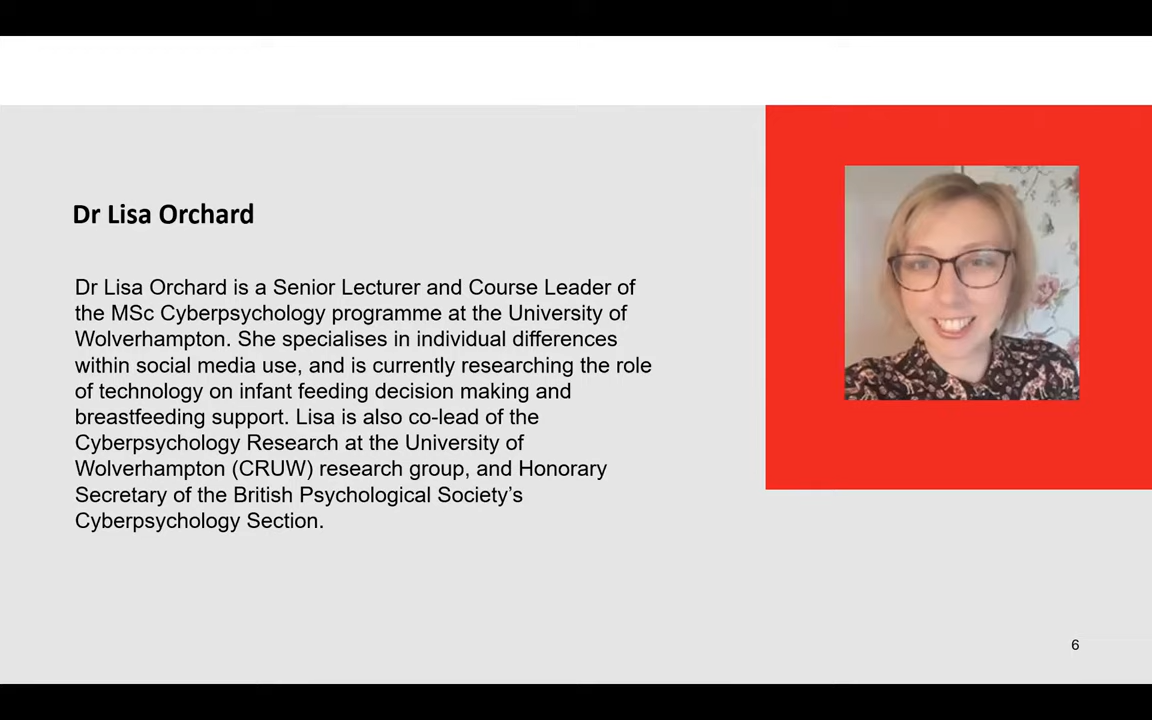 Dr Lisa Orchard
Dr Lisa Orchard is a Senior Lecturer and Course Leader of
the MSc Cyberpsychology programme at the University of
Wolverhampton. She specialises in individual differences
within social media use, and is currently researching the role
of technology on infant feeding decision making and
breastfeeding support. Lisa is also co-lead of the
Cyberpsychology Research at the University of
Wolverhampton (CRUW) research group, and Honorary
Secretary of the British Psychological Society’s
Cyberpsychology Section.
6